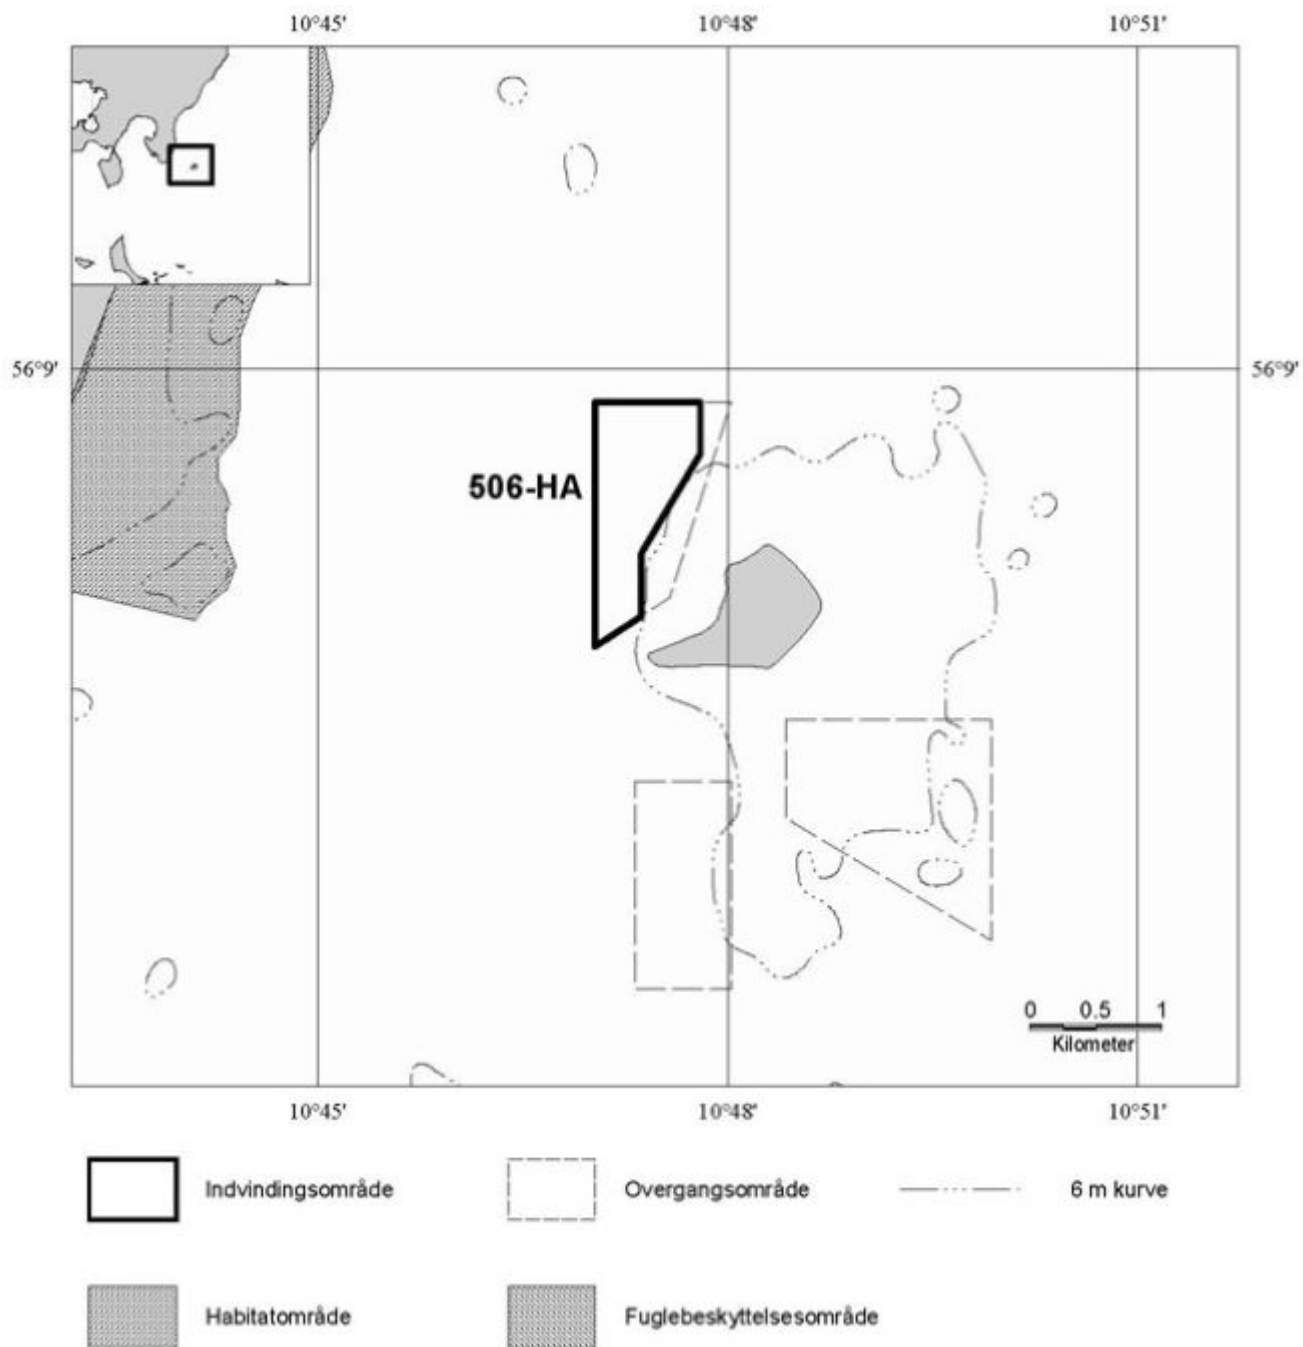 10°45' 10°48' 10°51'
56°9' 56°9'
506-HA
0 0.5 1
Kilometer
10°45' 10°48' 10°51'
Indvindingsområde Overgangsområde 6 m kurve
Habitatområde Fuglebeskyttelsesområde